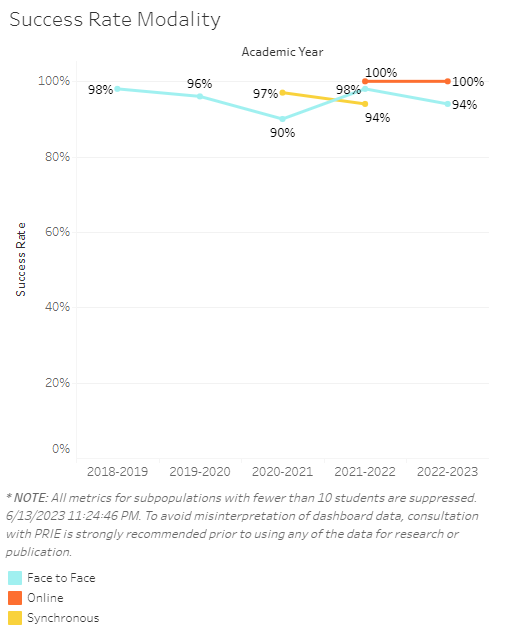 Success Rate Modality
Academic Year
100%
80%
60%
40%
20%
0%
Success Rate
98%
96%
97%
90%
98%
100%
94%
100%
94%
2018-2019 2019-2020 2020-2021 2021-2022 2022-2023
* NOTE: All metrics for subpopulations with fewer than 10 students are suppressed.
6/13/2023 11:24:46 PM. To avoid misinterpretation of dashboard data, consultation
with PRIE is strongly recommended prior to using any of the data for research or
publication.
Face to Face
Online
Synchronous